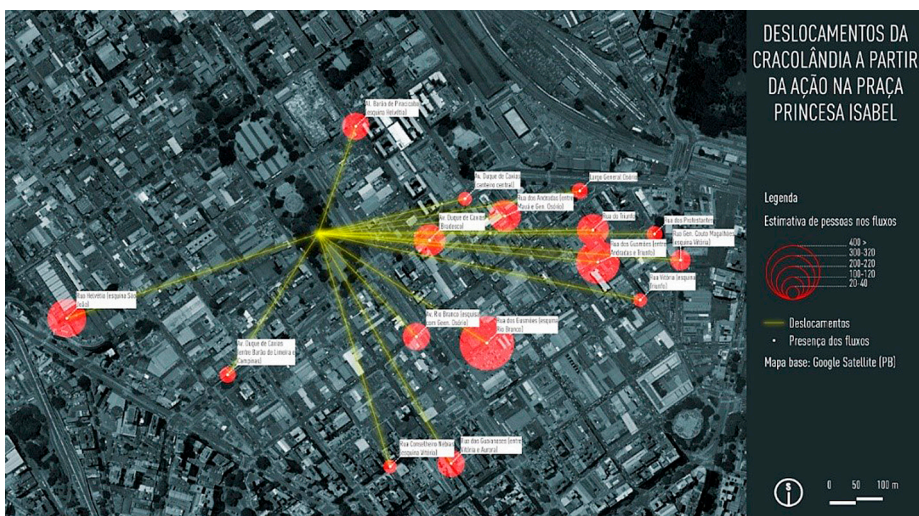 DESLOCAMENTOS DA
CRACOLÂNDIA A PARTIR
DA AÇÃO NA PRAÇA
PRINCESA ISABEL
Legenda
Estimativa de pessoas nos fluxos
400 >
300-320
200-220
100-120
20-40
Deslocamentos
Presença dos fluxos
Mapa base: Google Satellite (PB)
S
0 50 100 m
Al. Barão de Piracicaba
(esquina Helvetia)
Av. Duque de Caxias
(canteiro central)
Largo General Osório
Rua dos Andradas (entre
Mauá e Gen. Osório)
Av. Duque de Caxias
Bradesco)
Rua do Triunfo
Rua dos Protestantes
Rua Gen. Couto Magalhães
(esquina Vitória)
Rua dos Gusmões (entre
Andradas e Triunfo)
Rua Vitória (esquina
Triunfo)
Rua Helvetia (esquina São
João)
Av. Rio Branco (esquina
com Gen. Osório)
Rua dos Gusmões (esquina
Rio Branco)
Av. Duque de Caxias
(entre Barão de Limeira e
Campinas)
Rua Conselheiro Nébias
(esquina Vitória)
Rua dos Guaianases (entre
Vitória e Aurora)